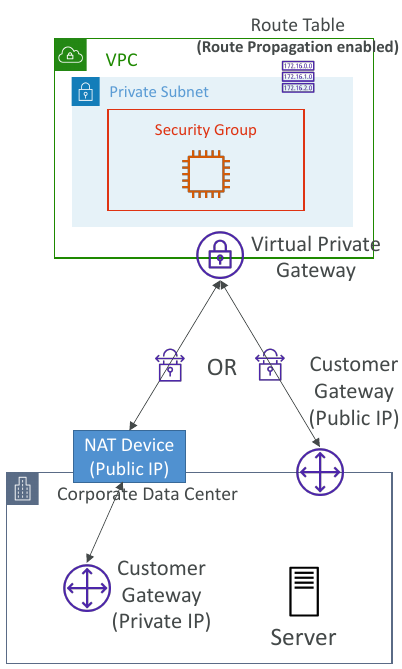 Route Table
(Route Propagation enabled)
172.16.0.0
172.16.1.0
172.16.2.0
VPC
Private Subnet
Security Group
Virtual Private
Gateway
OR
Customer
Gateway
(Public IP)
NAT Device
(Public IP)
Corporate Data Center
Customer
Gateway
(Private IP)
Server